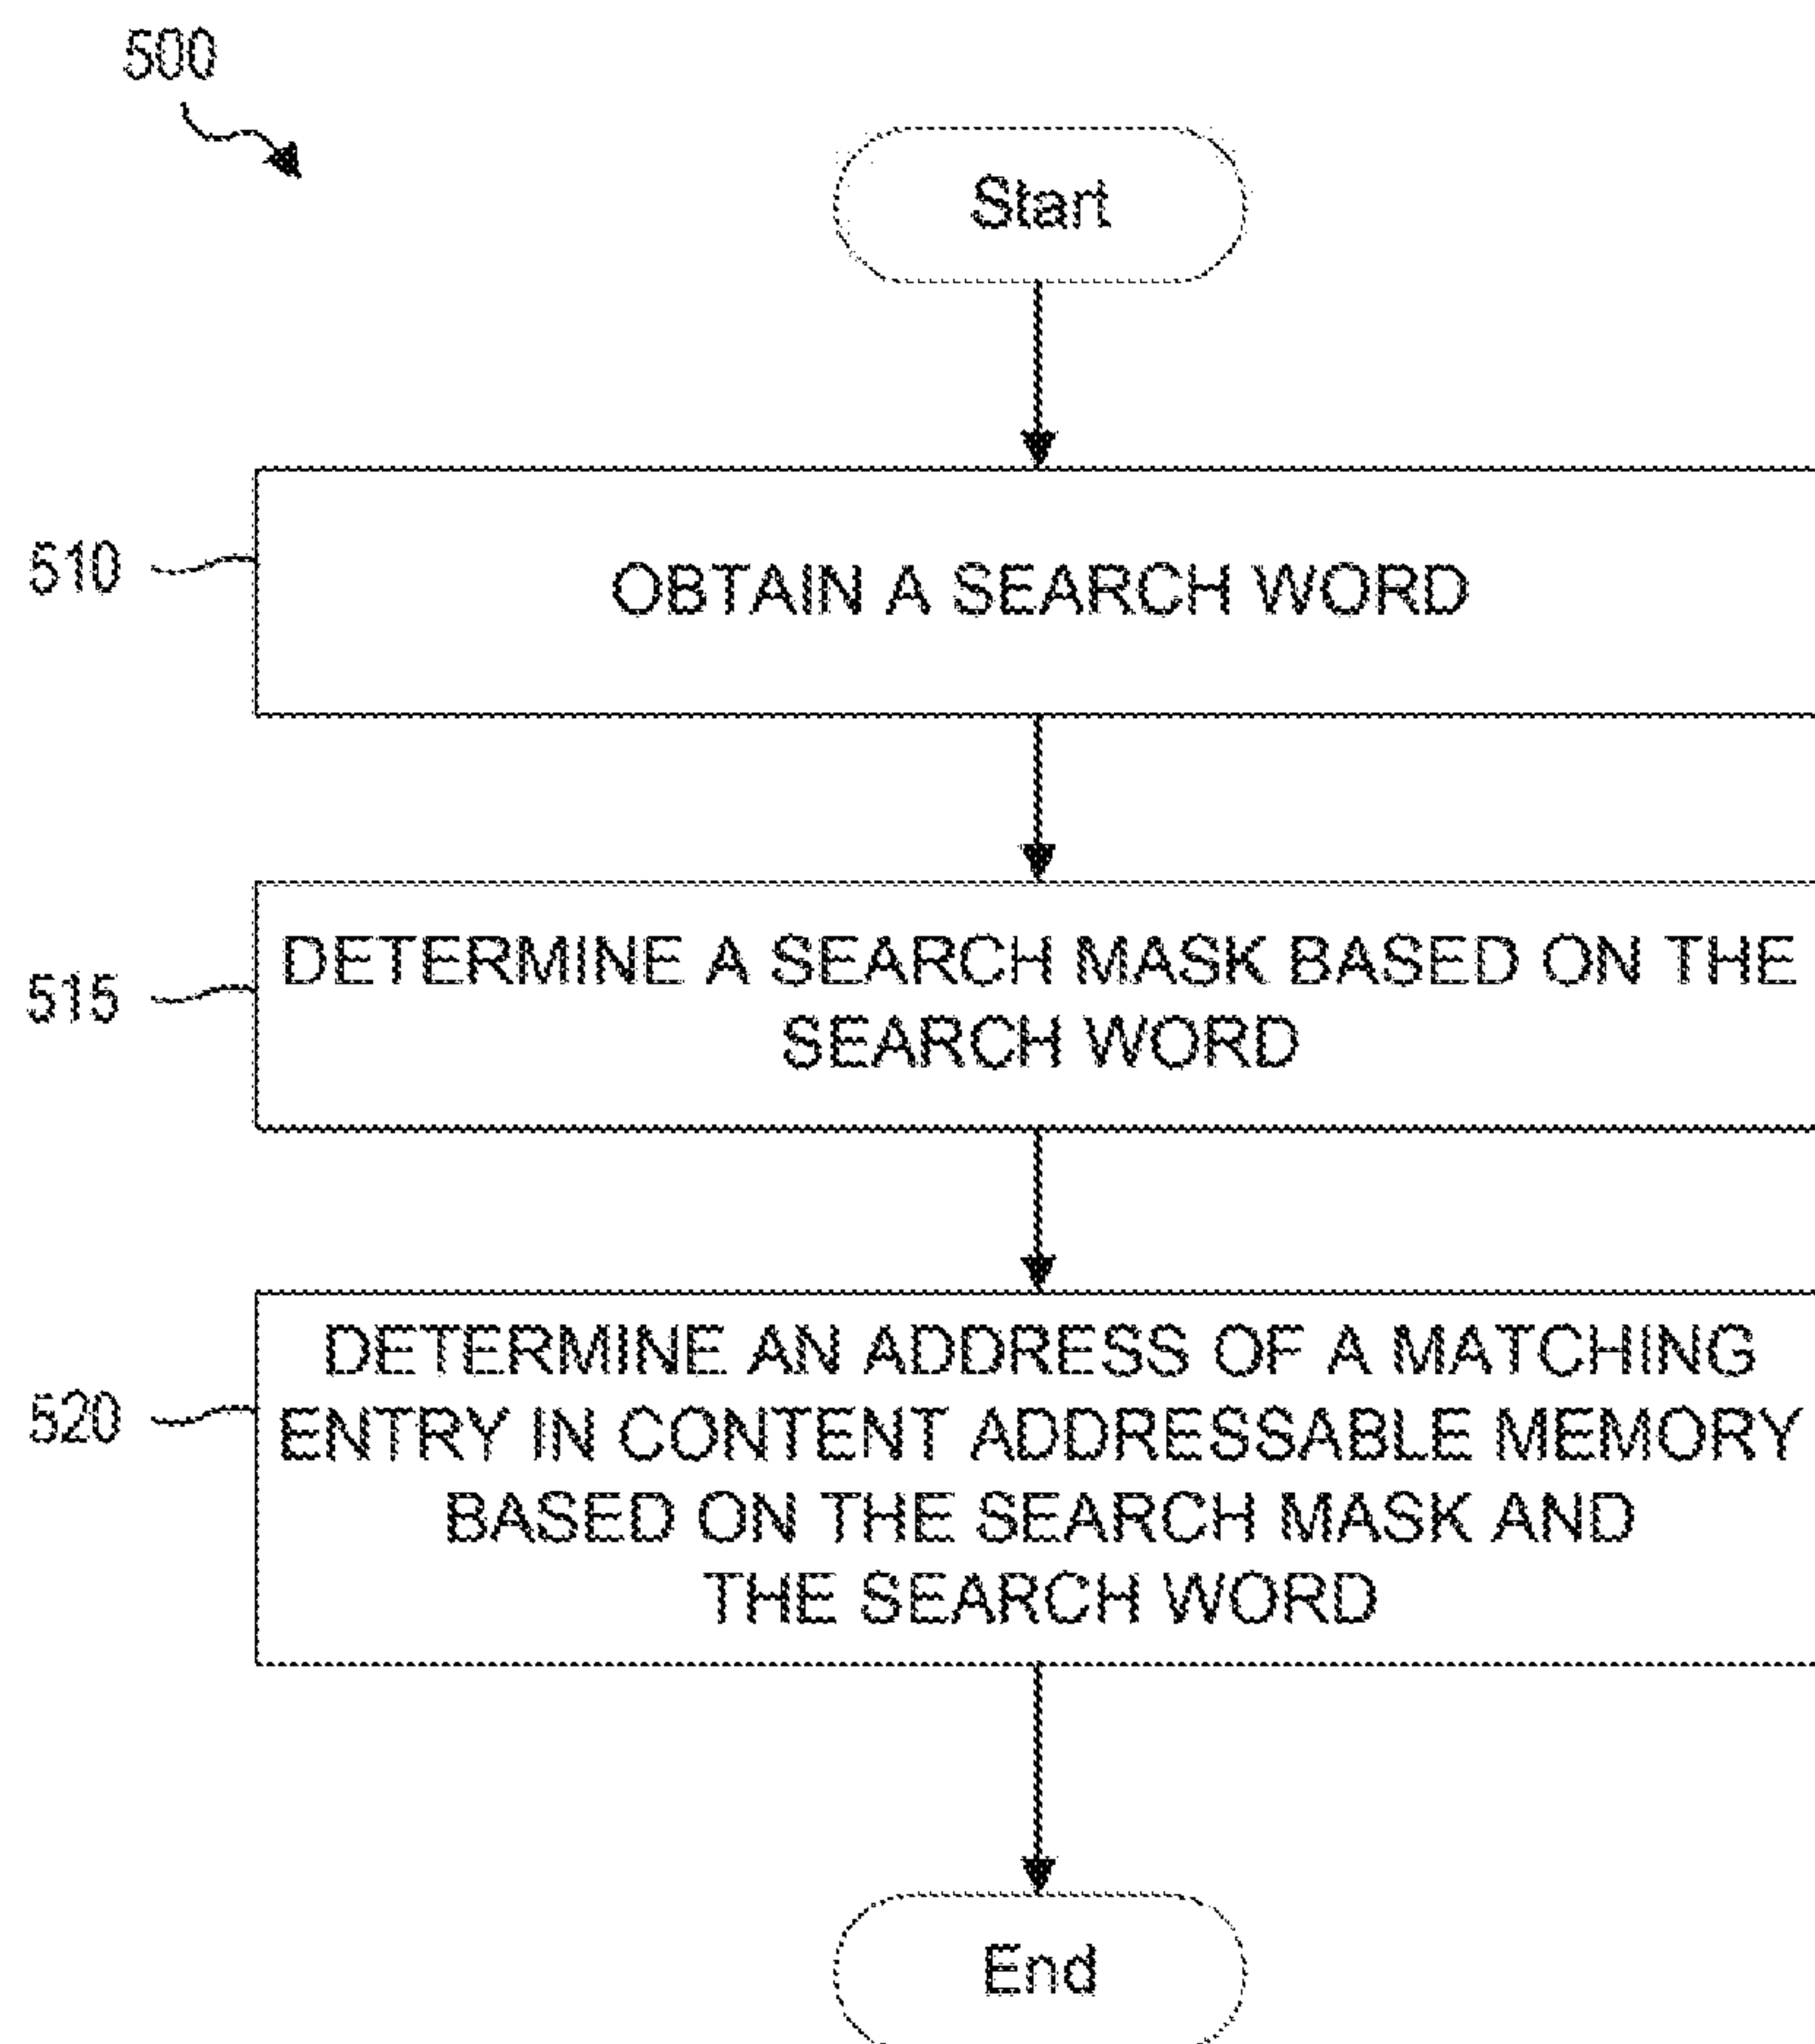 500
Start
510
OBTAIN A SEARCH WORD
515
DETERMINE A SEARCH MASK BASED ON THE
SEARCH WORD
520
DETERMINE AN ADDRESS OF A MATCHING
ENTRY IN CONTENT ADDRESSABLE MEMORY
BASED ON THE SEARCH MASK AND
THE SEARCH WORD
End